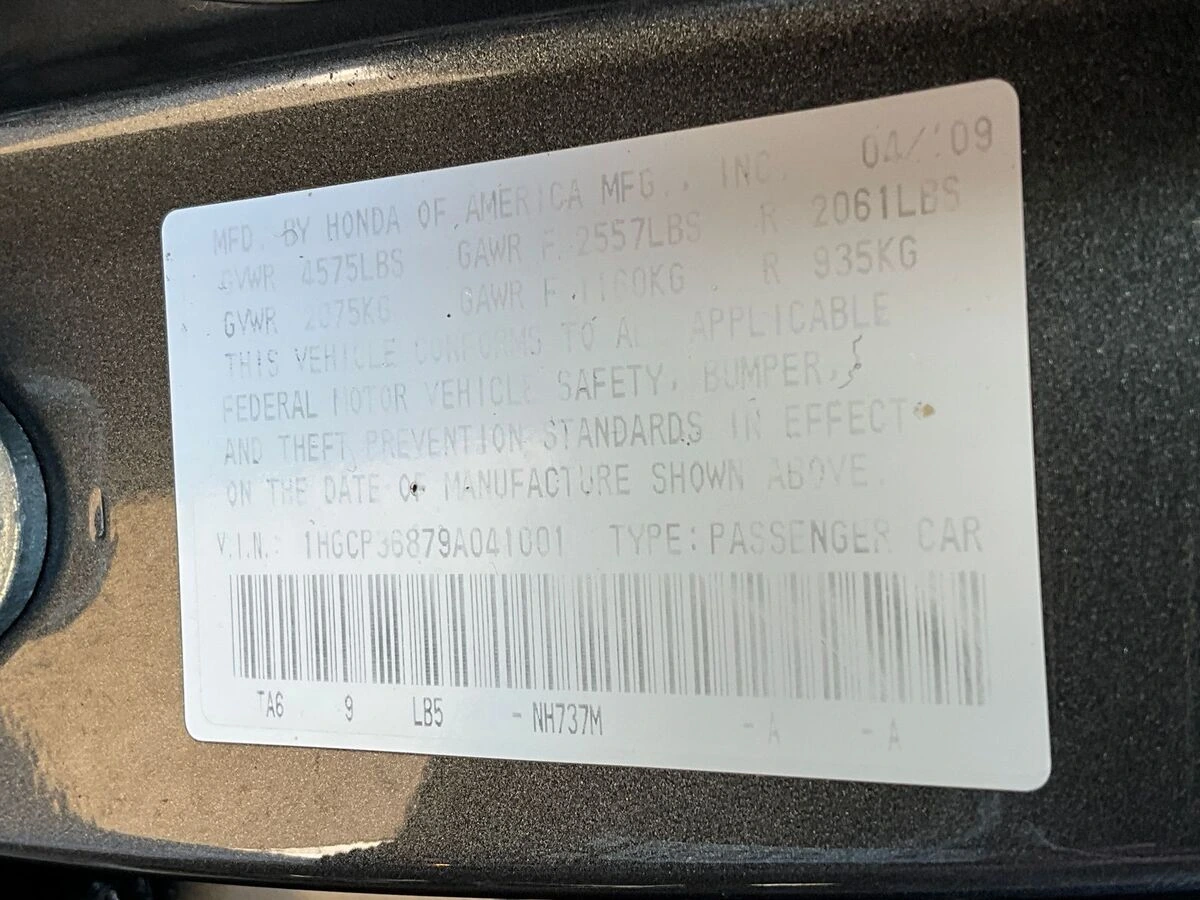 04/09
MFD. BY HONDA OF AMERICA MFG., INC.
GVWR 4575LBS GAWR F 2557LBS R 2061LBS
GVWR 2075KG GAWR F 1160KG R 935KG
THIS VEHICLE CONFORMS TO ALL APPLICABLE
FEDERAL MOTOR VEHICLE SAFETY, BUMPER,
AND THEFT PREVENTION STANDARDS IN EFFECT
ON THE DATE OF MANUFACTURE SHOWN ABOVE.
V.I.N.: 1HGCP36879A041001 TYPE: PASSENGER CAR
TA6 9 LB5 - NH737M - A - A